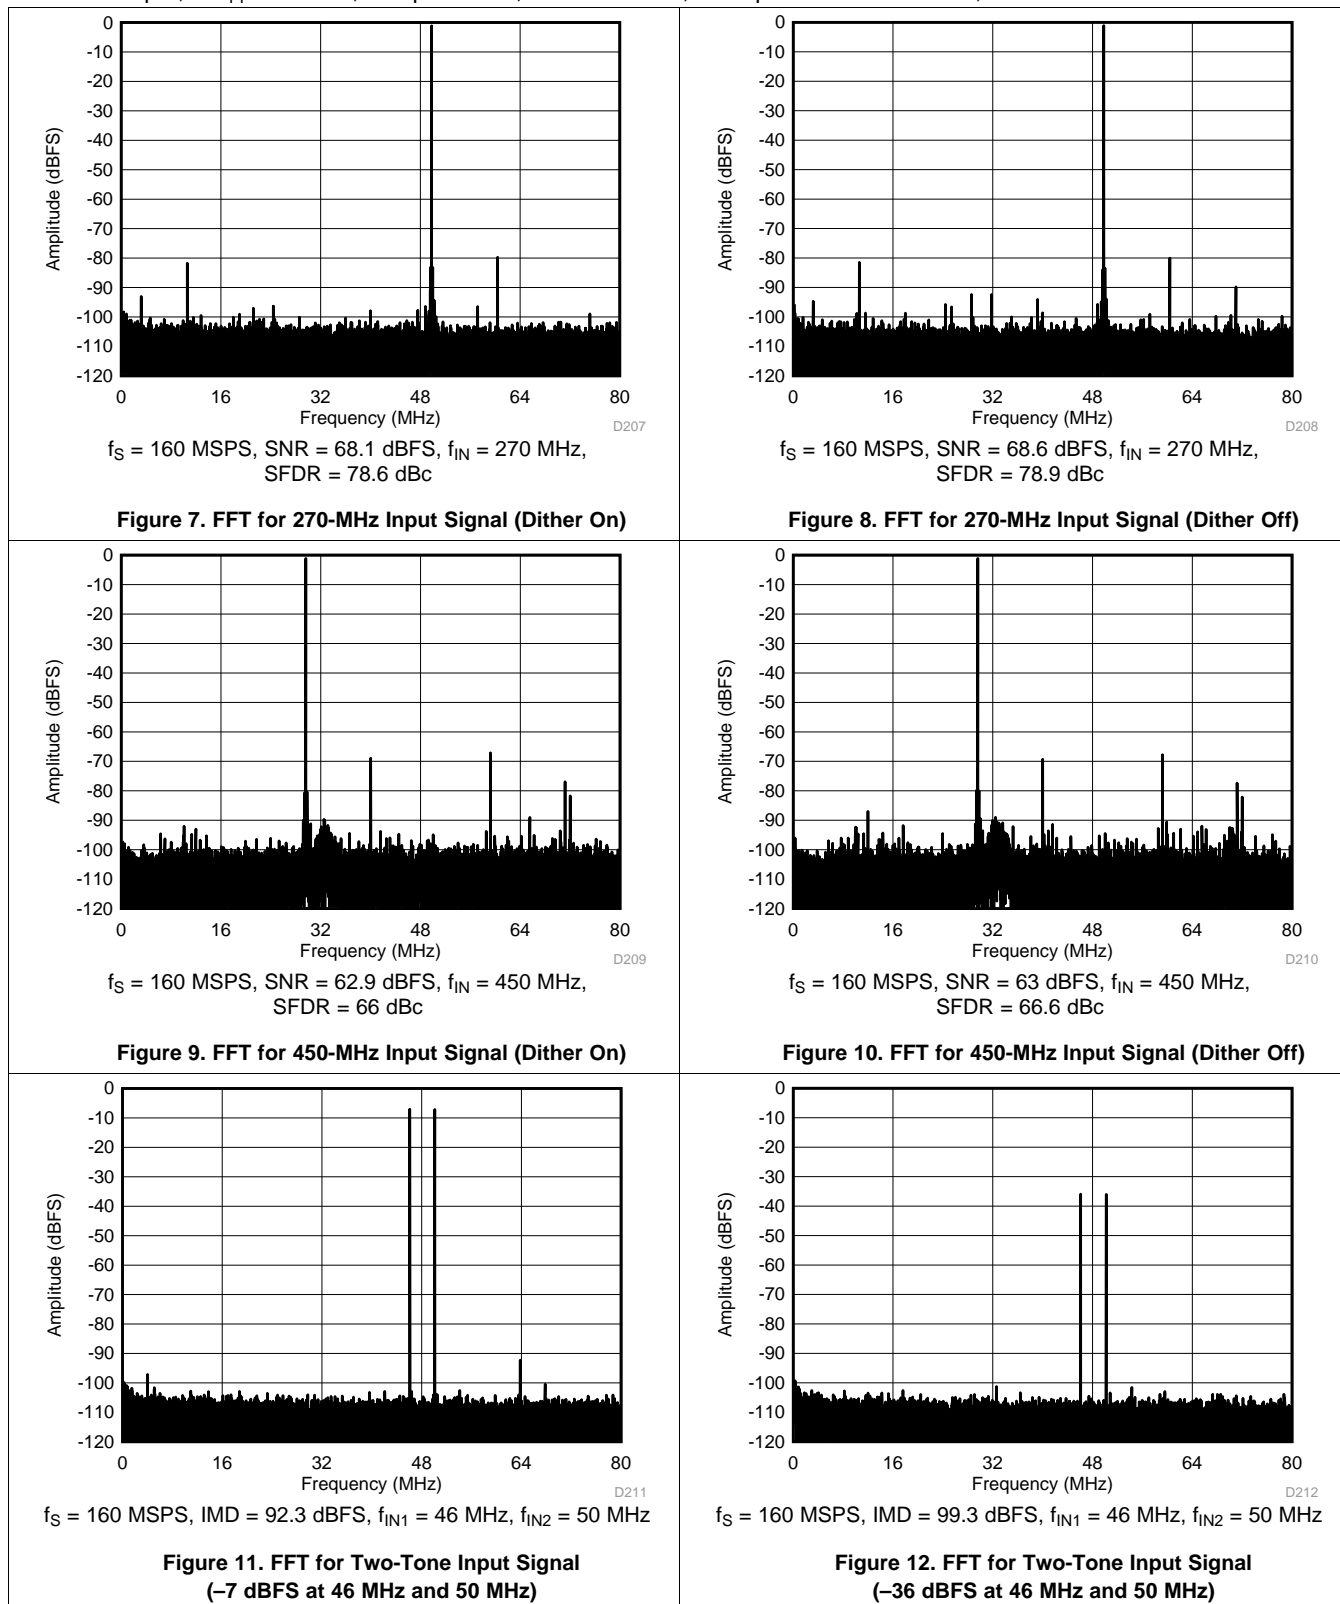 0
-10
-20
-30
-40
-50
-60
-70
-80
-90
-100
-110
-120
Amplitude (dBFS)
0 16 32 48 64 80
Frequency (MHz)
D207
fS = 160 MSPS, SNR = 68.1 dBFS, fIN = 270 MHz,
SFDR = 78.6 dBc
Figure 7. FFT for 270-MHz Input Signal (Dither On)
0
-10
-20
-30
-40
-50
-60
-70
-80
-90
-100
-110
-120
Amplitude (dBFS)
0 16 32 48 64 80
Frequency (MHz)
D208
fS = 160 MSPS, SNR = 68.6 dBFS, fIN = 270 MHz,
SFDR = 78.9 dBc
Figure 8. FFT for 270-MHz Input Signal (Dither Off)
0
-10
-20
-30
-40
-50
-60
-70
-80
-90
-100
-110
-120
Amplitude (dBFS)
0 16 32 48 64 80
Frequency (MHz)
D209
fS = 160 MSPS, SNR = 62.9 dBFS, fIN = 450 MHz,
SFDR = 66 dBc
Figure 9. FFT for 450-MHz Input Signal (Dither On)
0
-10
-20
-30
-40
-50
-60
-70
-80
-90
-100
-110
-120
Amplitude (dBFS)
0 16 32 48 64 80
Frequency (MHz)
D210
fS = 160 MSPS, SNR = 63 dBFS, fIN = 450 MHz,
SFDR = 66.6 dBc
Figure 10. FFT for 450-MHz Input Signal (Dither Off)
0
-10
-20
-30
-40
-50
-60
-70
-80
-90
-100
-110
-120
Amplitude (dBFS)
0 16 32 48 64 80
Frequency (MHz)
D211
fS = 160 MSPS, IMD = 92.3 dBFS, fIN1 = 46 MHz, fIN2 = 50 MHz
Figure 11. FFT for Two-Tone Input Signal
(–7 dBFS at 46 MHz and 50 MHz)
0
-10
-20
-30
-40
-50
-60
-70
-80
-90
-100
-110
-120
Amplitude (dBFS)
0 16 32 48 64 80
Frequency (MHz)
D212
fS = 160 MSPS, IMD = 99.3 dBFS, fIN1 = 46 MHz, fIN2 = 50 MHz
Figure 12. FFT for Two-Tone Input Signal
(–36 dBFS at 46 MHz and 50 MHz)